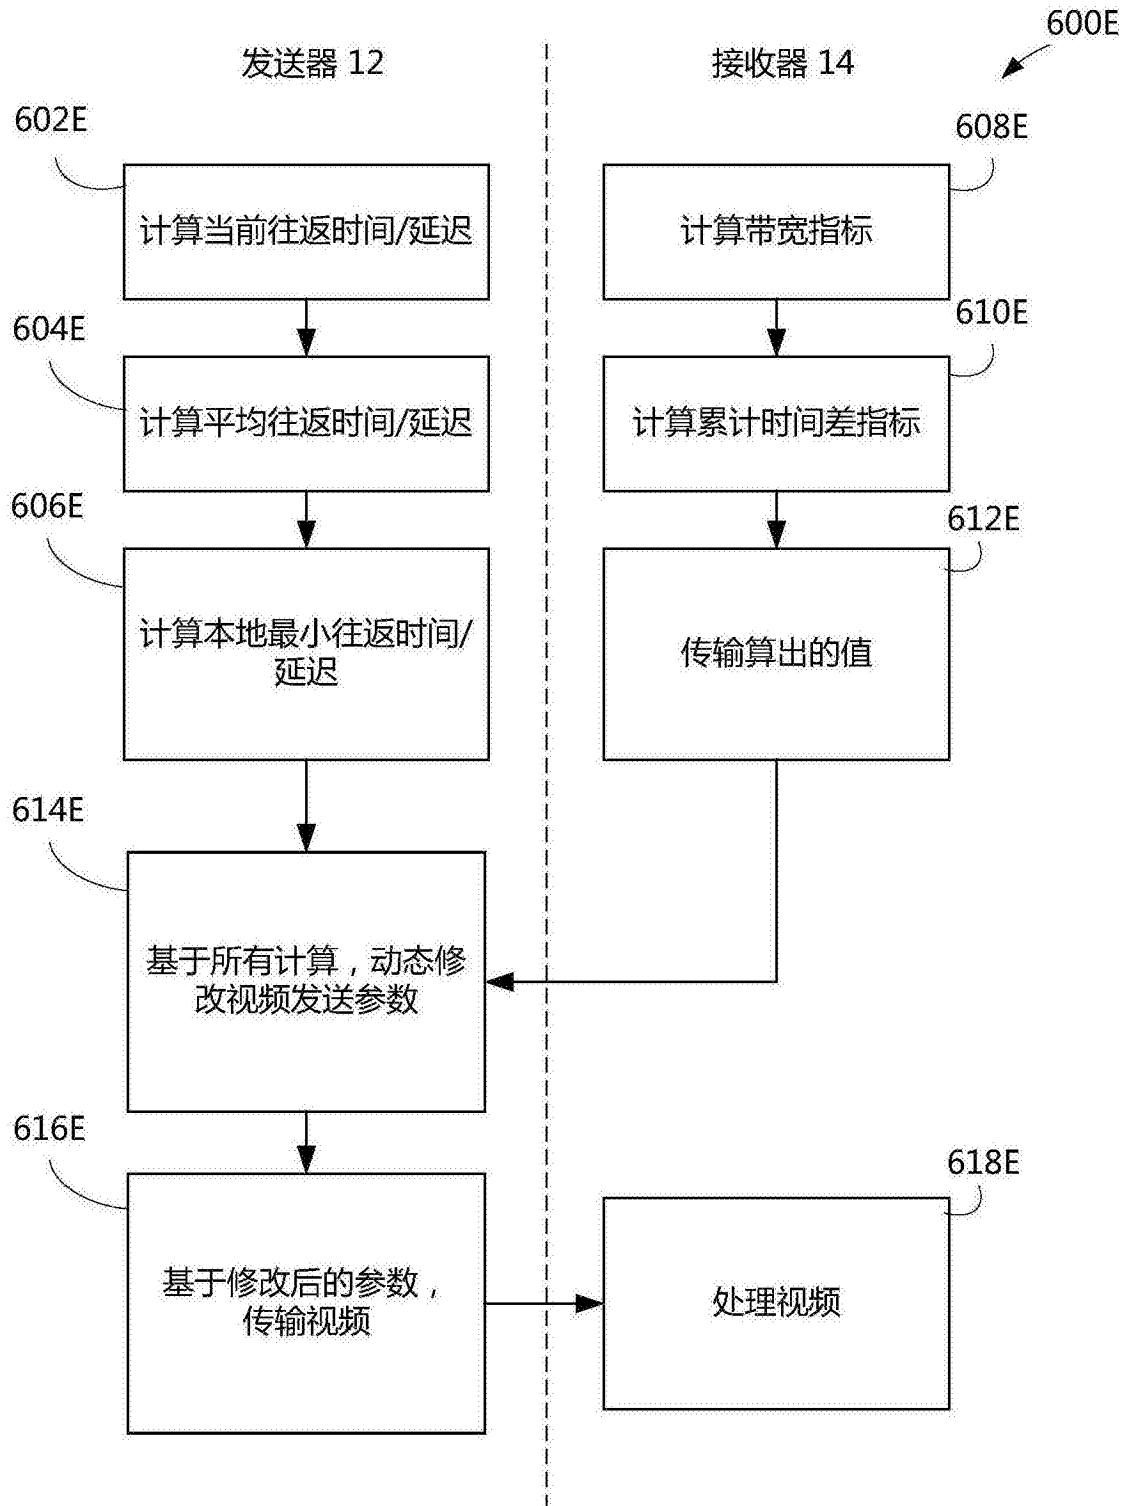 600E
发送器 12
接收器 14
602E
计算当前往返时间/延迟
604E
计算平均往返时间/延迟
606E
计算本地最小往返时间/
延迟
608E
计算带宽指标
610E
计算累计时间差指标
612E
传输算出的值
614E
基于所有计算，动态修
改视频发送参数
616E
基于修改后的参数，
传输视频
618E
处理视频